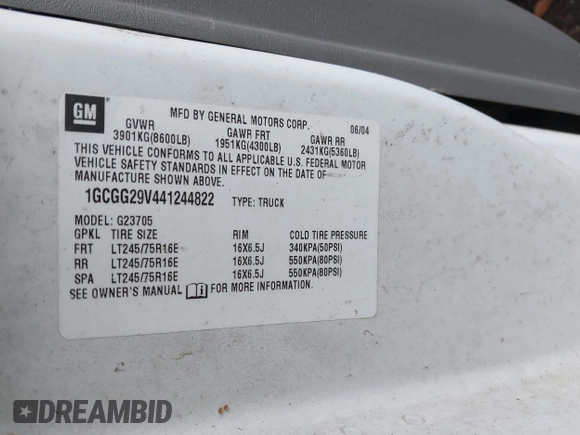 GM
MFD BY GENERAL MOTORS CORP. 06/04
GVWR GAWR FRT GAWR RR
3901KG(8600LB) 1951KG(4300LB) 2431KG(5360LB)
THIS VEHICLE CONFORMS TO ALL APPLICABLE U.S. FEDERAL MOTOR
VEHICLE SAFETY STANDARDS IN EFFECT ON THE DATE OF
MANUFACTURE SHOWN ABOVE.
1GCGG29V441244822 TYPE: TRUCK
MODEL: G23705
GPKL TIRE SIZE RIM COLD TIRE PRESSURE
FRT LT245/75R16E 16X6.5J 340KPA(50PSI)
RR LT245/75R16E 16X6.5J 550KPA(80PSI)
SPA LT245/75R16E 16X6.5J 550KPA(80PSI)
SEE OWNER'S MANUAL FOR MORE INFORMATION.
DREAMBID